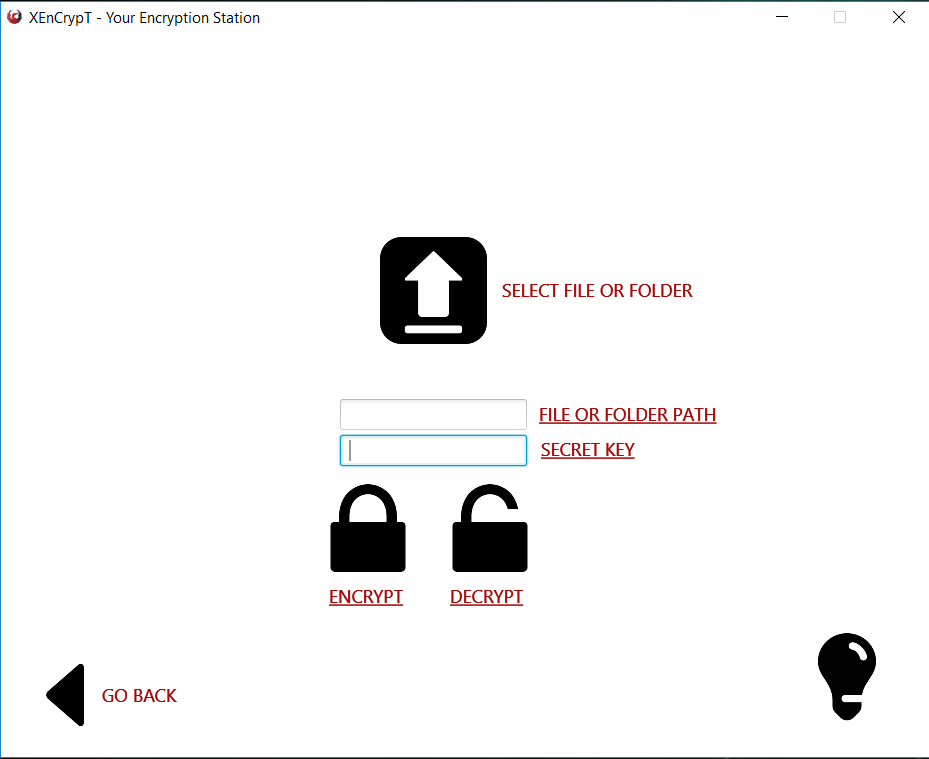 XEnCrypT - Your Encryption Station
SELECT FILE OR FOLDER
FILE OR FOLDER PATH
SECRET KEY
ENCRYPT DECRYPT
GO BACK